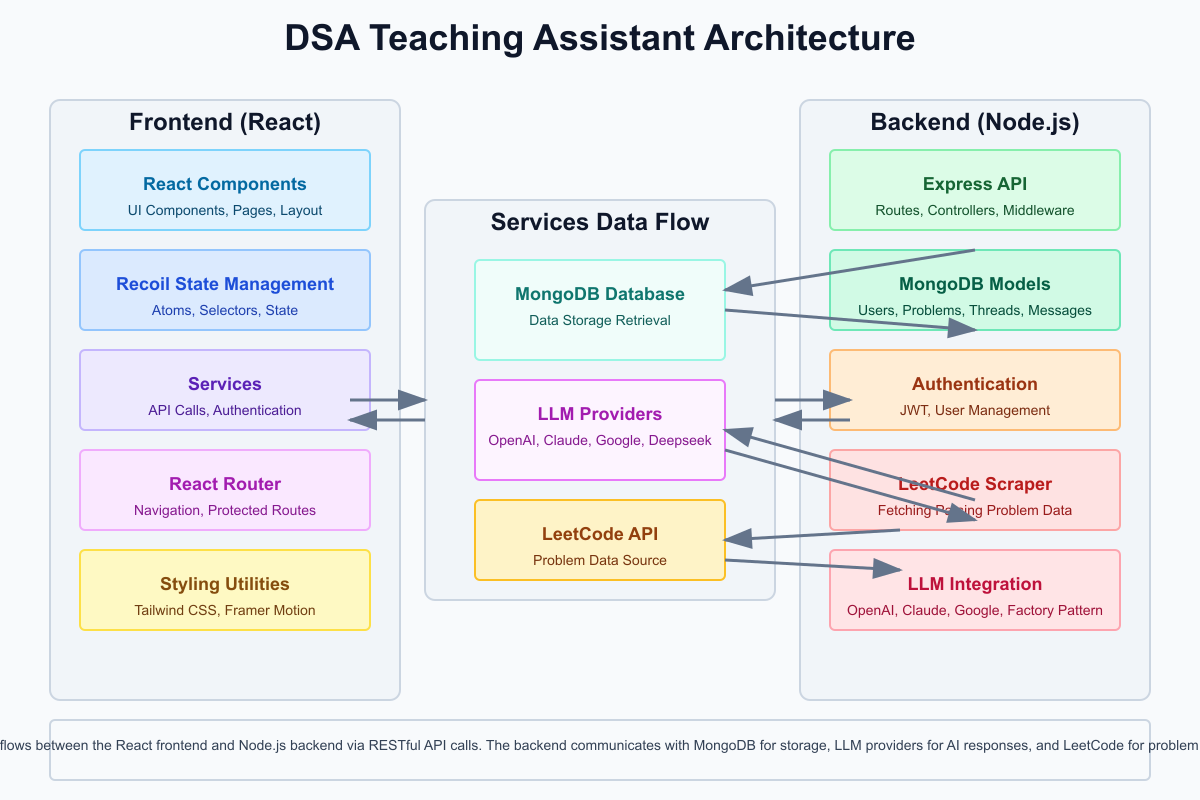 DSA Teaching Assistant Architecture
Frontend (React)
React Components
UI Components, Pages, Layout
Recoil State Management
Atoms, Selectors, State
Services
API Calls, Authentication
React Router
Navigation, Protected Routes
Styling Utilities
Tailwind CSS, Framer Motion
Services Data Flow
MongoDB Database
Data Storage Retrieval
LLM Providers
OpenAI, Claude, Google, Deepseek
LeetCode API
Problem Data Source
Backend (Node.js)
Express API
Routes, Controllers, Middleware
MongoDB Models
Users, Problems, Threads, Messages
Authentication
JWT, User Management
LeetCode Scraper
Fetching Parsing Problem Data
LLM Integration
OpenAI, Claude, Google, Factory Pattern
flows between the React frontend and Node.js backend via RESTful API calls. The backend communicates with MongoDB for storage, LLM providers for AI responses, and LeetCode for problem